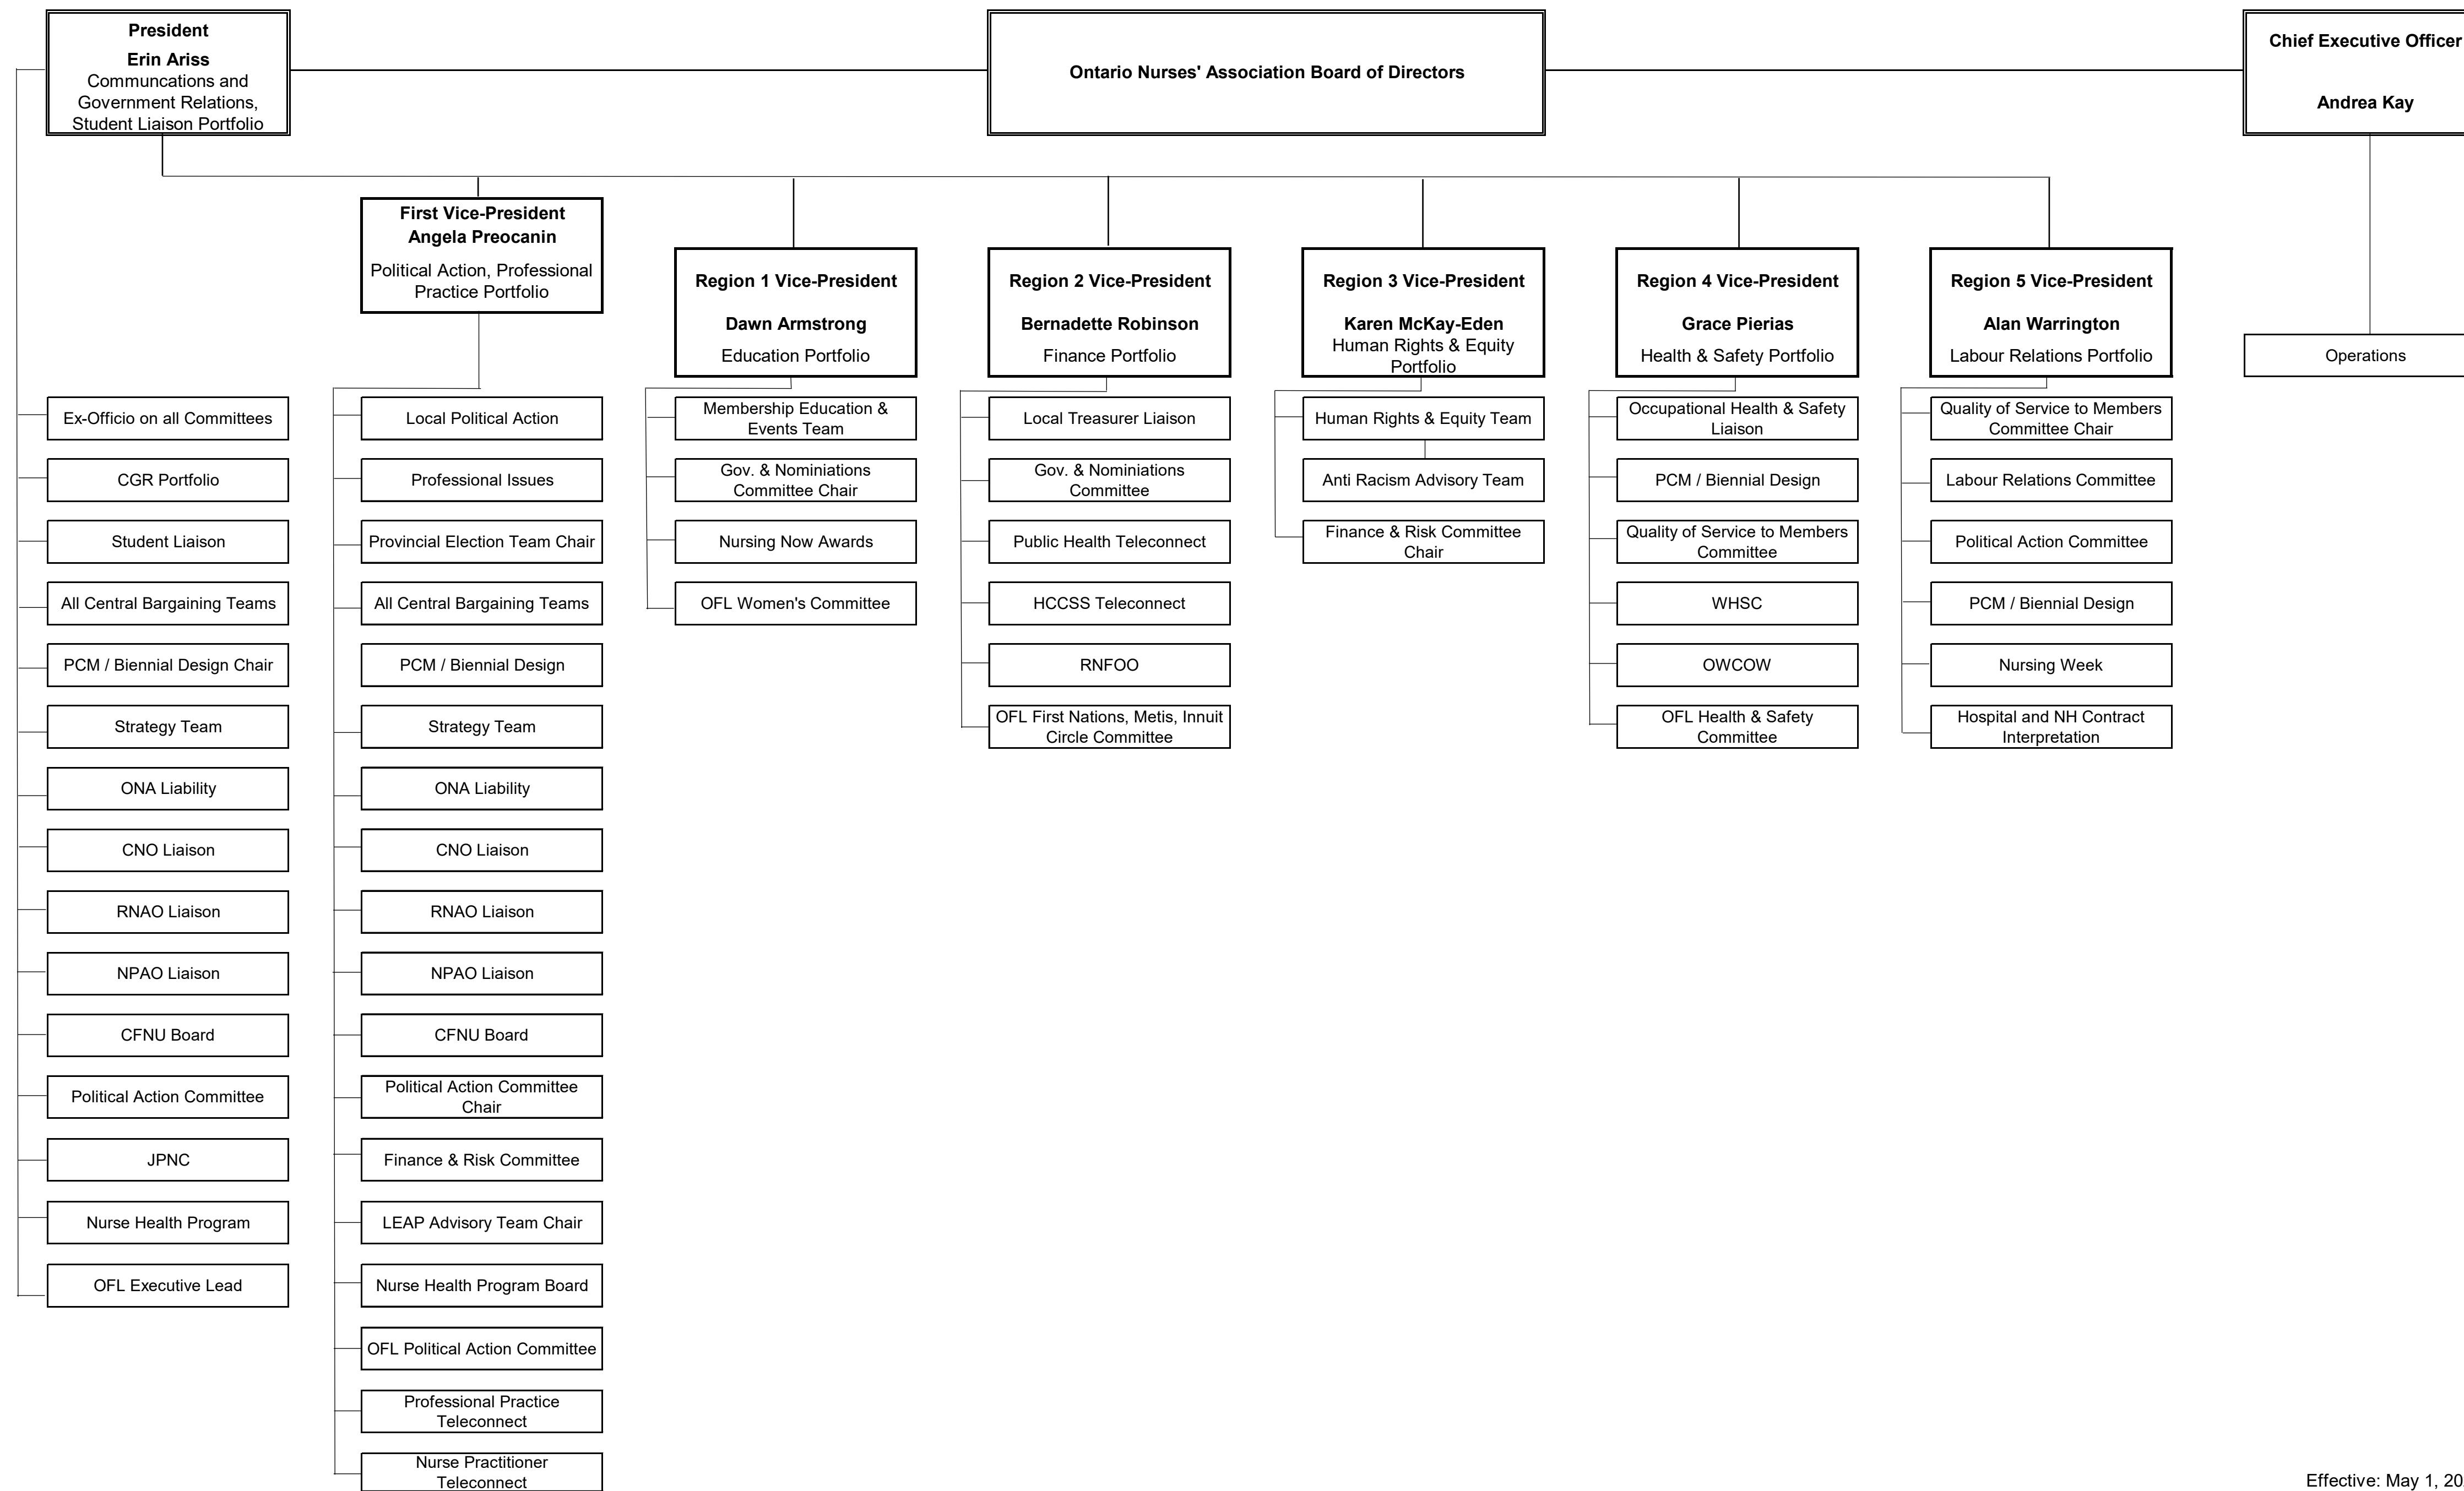 President
Erin Ariss
Communcations and
Government Relations,
Student Liaison Portfolio
Ontario Nurses' Association Board of Directors
Chief Executive Officer
Andrea Kay
First Vice-President
Angela Preocanin
Political Action, Professional
Practice Portfolio
Region 1 Vice-President
Dawn Armstrong
Education Portfolio
Region 2 Vice-President
Bernadette Robinson
Finance Portfolio
Region 3 Vice-President
Karen McKay-Eden
Human Rights & Equity
Portfolio
Region 4 Vice-President
Grace Pierias
Health & Safety Portfolio
Region 5 Vice-President
Alan Warrington
Labour Relations Portfolio
Operations
Ex-Officio on all Committees
CGR Portfolio
Student Liaison
All Central Bargaining Teams
PCM / Biennial Design Chair
Strategy Team
ONA Liability
CNO Liaison
RNAO Liaison
NPAO Liaison
CFNU Board
Political Action Committee
JPNC
Nurse Health Program
OFL Executive Lead
Local Political Action
Professional Issues
Provincial Election Team Chair
All Central Bargaining Teams
PCM / Biennial Design
Strategy Team
ONA Liability
CNO Liaison
RNAO Liaison
NPAO Liaison
CFNU Board
Political Action Committee
Chair
Finance & Risk Committee
LEAP Advisory Team Chair
Nurse Health Program Board
OFL Political Action Committee
Professional Practice
Teleconnect
Nurse Practitioner
Teleconnect
Membership Education &
Events Team
Gov. & Nominiations
Committee Chair
Nursing Now Awards
OFL Women's Committee
Local Treasurer Liaison
Gov. & Nominiations
Committee
Public Health Teleconnect
HCCSS Teleconnect
RNFOO
OFL First Nations, Metis, Innuit
Circle Committee
Human Rights & Equity Team
Anti Racism Advisory Team
Finance & Risk Committee
Chair
Occupational Health & Safety
Liaison
PCM / Biennial Design
Quality of Service to Members
Committee
WHSC
OWCOW
OFL Health & Safety
Committee
Quality of Service to Members
Committee Chair
Labour Relations Committee
Political Action Committee
PCM / Biennial Design
Nursing Week
Hospital and NH Contract
Interpretation
Effective: May 1, 20